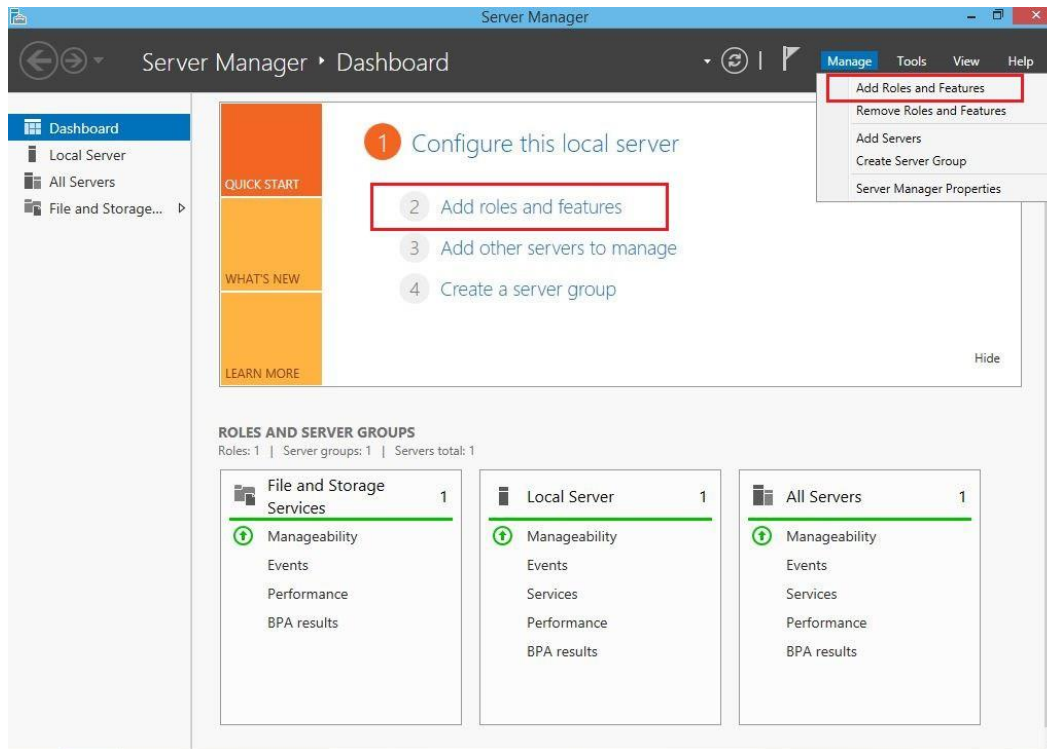 Server Manager
Server Manager ‣ Dashboard
Manage Tools View Help
Add Roles and Features
Remove Roles and Features
Add Servers
Create Server Group
Server Manager Properties
Dashboard
Local Server
All Servers
File and Storage...
QUICK START
WHAT'S NEW
LEARN MORE
1 Configure this local server
2 Add roles and features
3 Add other servers to manage
4 Create a server group
Hide
ROLES AND SERVER GROUPS
Roles: 1 | Server groups: 1 | Servers total: 1
File and Storage
Services 1
Manageability
Events
Performance
BPA results
Local Server 1
Manageability
Events
Services
Performance
BPA results
All Servers 1
Manageability
Events
Services
Performance
BPA results